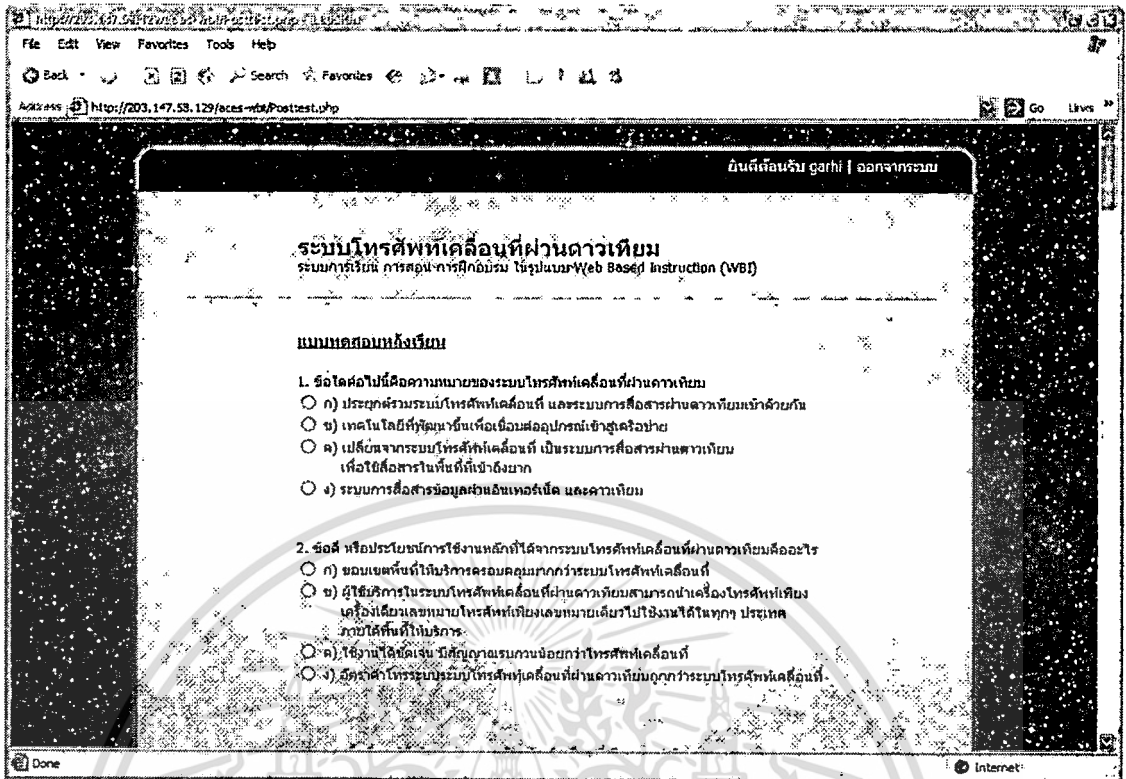 File Edit View Favorites Tools Help
Back Search Favorites
Address http://203.147.53.129/aces-wbt/Posttest.php Go Links »
ยินดีต้อนรับ garhi | ออกจากระบบ
ระบบโทรศัพท์เคลื่อนที่ผ่านดาวเทียม
ระบบการเรียน การสอน การฝึกอบรม ในรูปแบบ Web Based Instruction (WBI)
แบบทดสอบหลังเรียน
1. ข้อใดต่อไปนี้คือความหมายของระบบโทรศัพท์เคลื่อนที่ผ่านดาวเทียม
ก) ประยุกต์รวมระบบโทรศัพท์เคลื่อนที่ และระบบการสื่อสารผ่านดาวเทียมเข้าด้วยกัน
ข) เทคโนโลยีที่พัฒนาขึ้นเพื่อเชื่อมต่ออุปกรณ์เข้าสู่เครือข่าย
ค) เปลี่ยนจากระบบโทรศัพท์เคลื่อนที่ เป็นระบบการสื่อสารผ่านดาวเทียม
เพื่อใช้สื่อสารในพื้นที่ที่เข้าถึงยาก
ง) ระบบการสื่อสารข้อมูลผ่านอินเทอร์เน็ต และดาวเทียม
2. ข้อดี หรือประโยชน์การใช้งานหลักที่ได้จากระบบโทรศัพท์เคลื่อนที่ผ่านดาวเทียมคืออะไร
ก) ขอบเขตพื้นที่ให้บริการครอบคลุมมากกว่าระบบโทรศัพท์เคลื่อนที่
ข) ผู้ใช้บริการในระบบโทรศัพท์เคลื่อนที่ผ่านดาวเทียมสามารถนำเครื่องโทรศัพท์เพียง
เครื่องเดียวเลขหมายโทรศัพท์เพียงเลขหมายเดียวไปใช้งานได้ในทุกๆ ประเทศ
ภายใต้พื้นที่ให้บริการ
ค) ใช้งานได้ชัดเจน มีสัญญาณรบกวนน้อยกว่าโทรศัพท์เคลื่อนที่
ง) อัตราค่าโทรระบบระบบโทรศัพท์เคลื่อนที่ผ่านดาวเทียมถูกกว่าระบบโทรศัพท์เคลื่อนที่
Done Internet